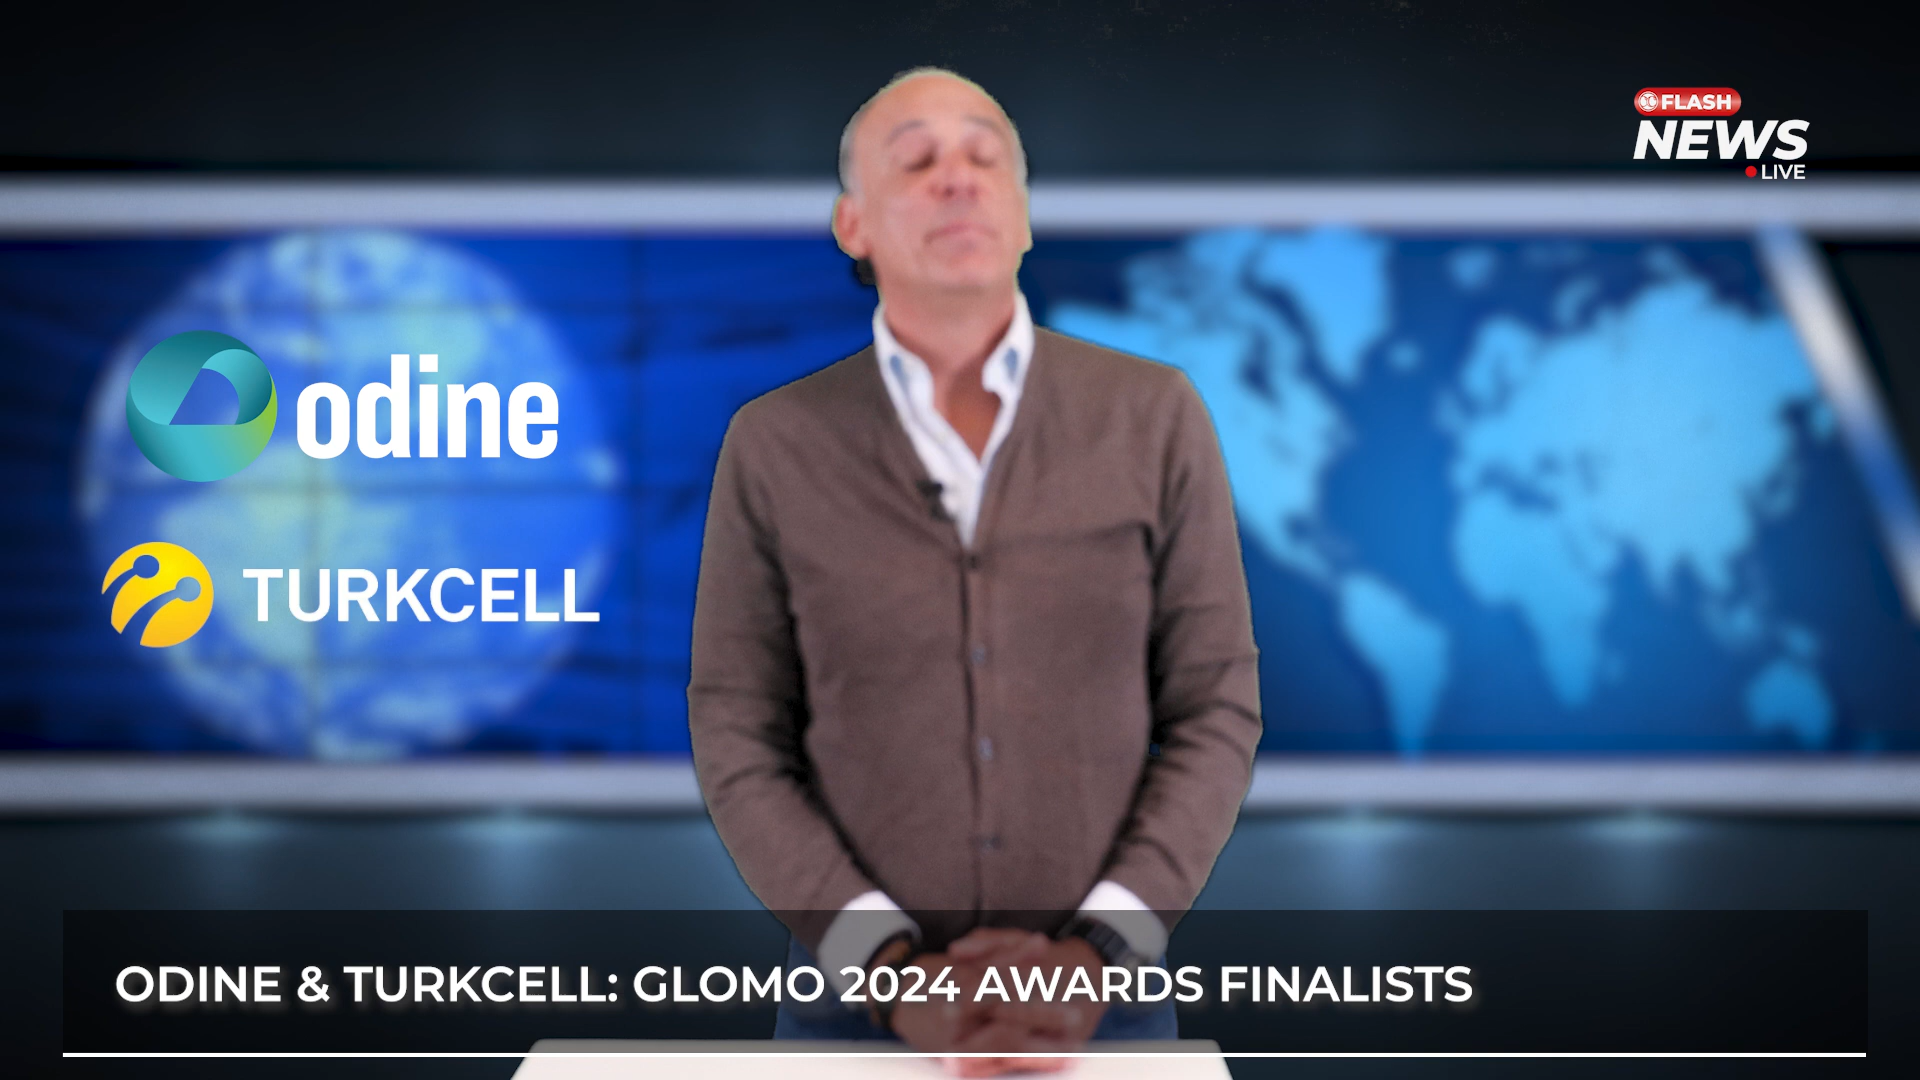 FLASH
NEWS
LIVE
odine
TURKCELL
ODINE & TURKCELL: GLOMO 2024 AWARDS FINALISTS